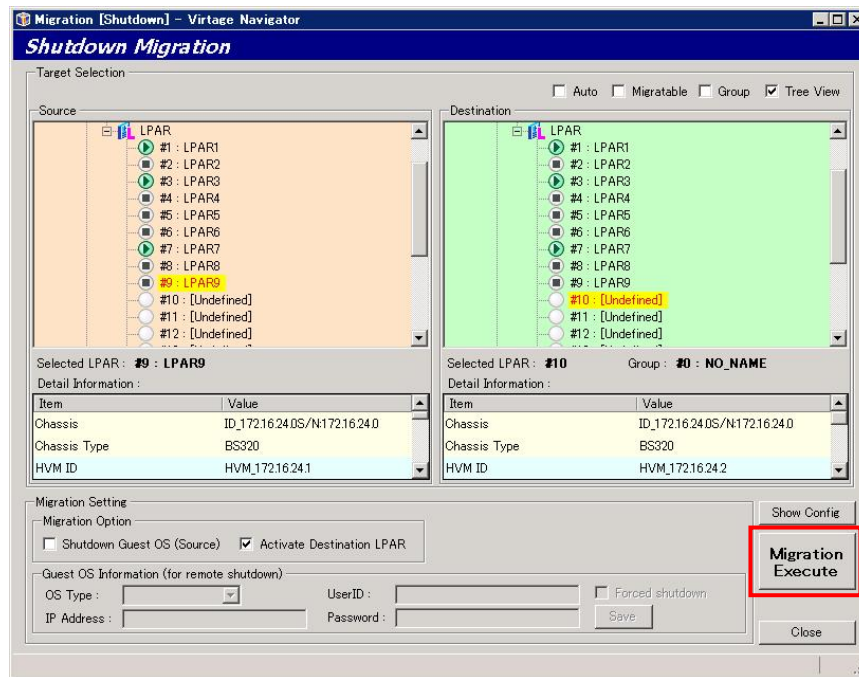 Migration [Shutdown] - Virtage Navigator
Shutdown Migration
Target Selection
Auto Migratable Group Tree View
Source
LPAR
#1 : LPAR1
#2 : LPAR2
#3 : LPAR3
#4 : LPAR4
#5 : LPAR5
#6 : LPAR6
#7 : LPAR7
#8 : LPAR8
#9 : LPAR9
#10 : [Undefined]
#11 : [Undefined]
#12 : [Undefined]
Selected LPAR : #9 : LPAR9
Detail Information :
Item Value
Chassis ID_172.16.24.0S/N:172.16.24.0
Chassis Type BS320
HVM ID HVM_172.16.24.1
Destination
LPAR
#1 : LPAR1
#2 : LPAR2
#3 : LPAR3
#4 : LPAR4
#5 : LPAR5
#6 : LPAR6
#7 : LPAR7
#8 : LPAR8
#9 : LPAR9
#10 : [Undefined]
#11 : [Undefined]
#12 : [Undefined]
Selected LPAR : #10 Group : #0 : NO_NAME
Detail Information :
Item Value
Chassis ID_172.16.24.0S/N:172.16.24.0
Chassis Type BS320
HVM ID HVM_172.16.24.2
Migration Setting
Migration Option
Shutdown Guest OS (Source) Activate Destination LPAR
Guest OS Information (for remote shutdown)
OS Type : UserID : Forced shutdown
IP Address : Password : Save
Show Config
Migration
Execute
Close